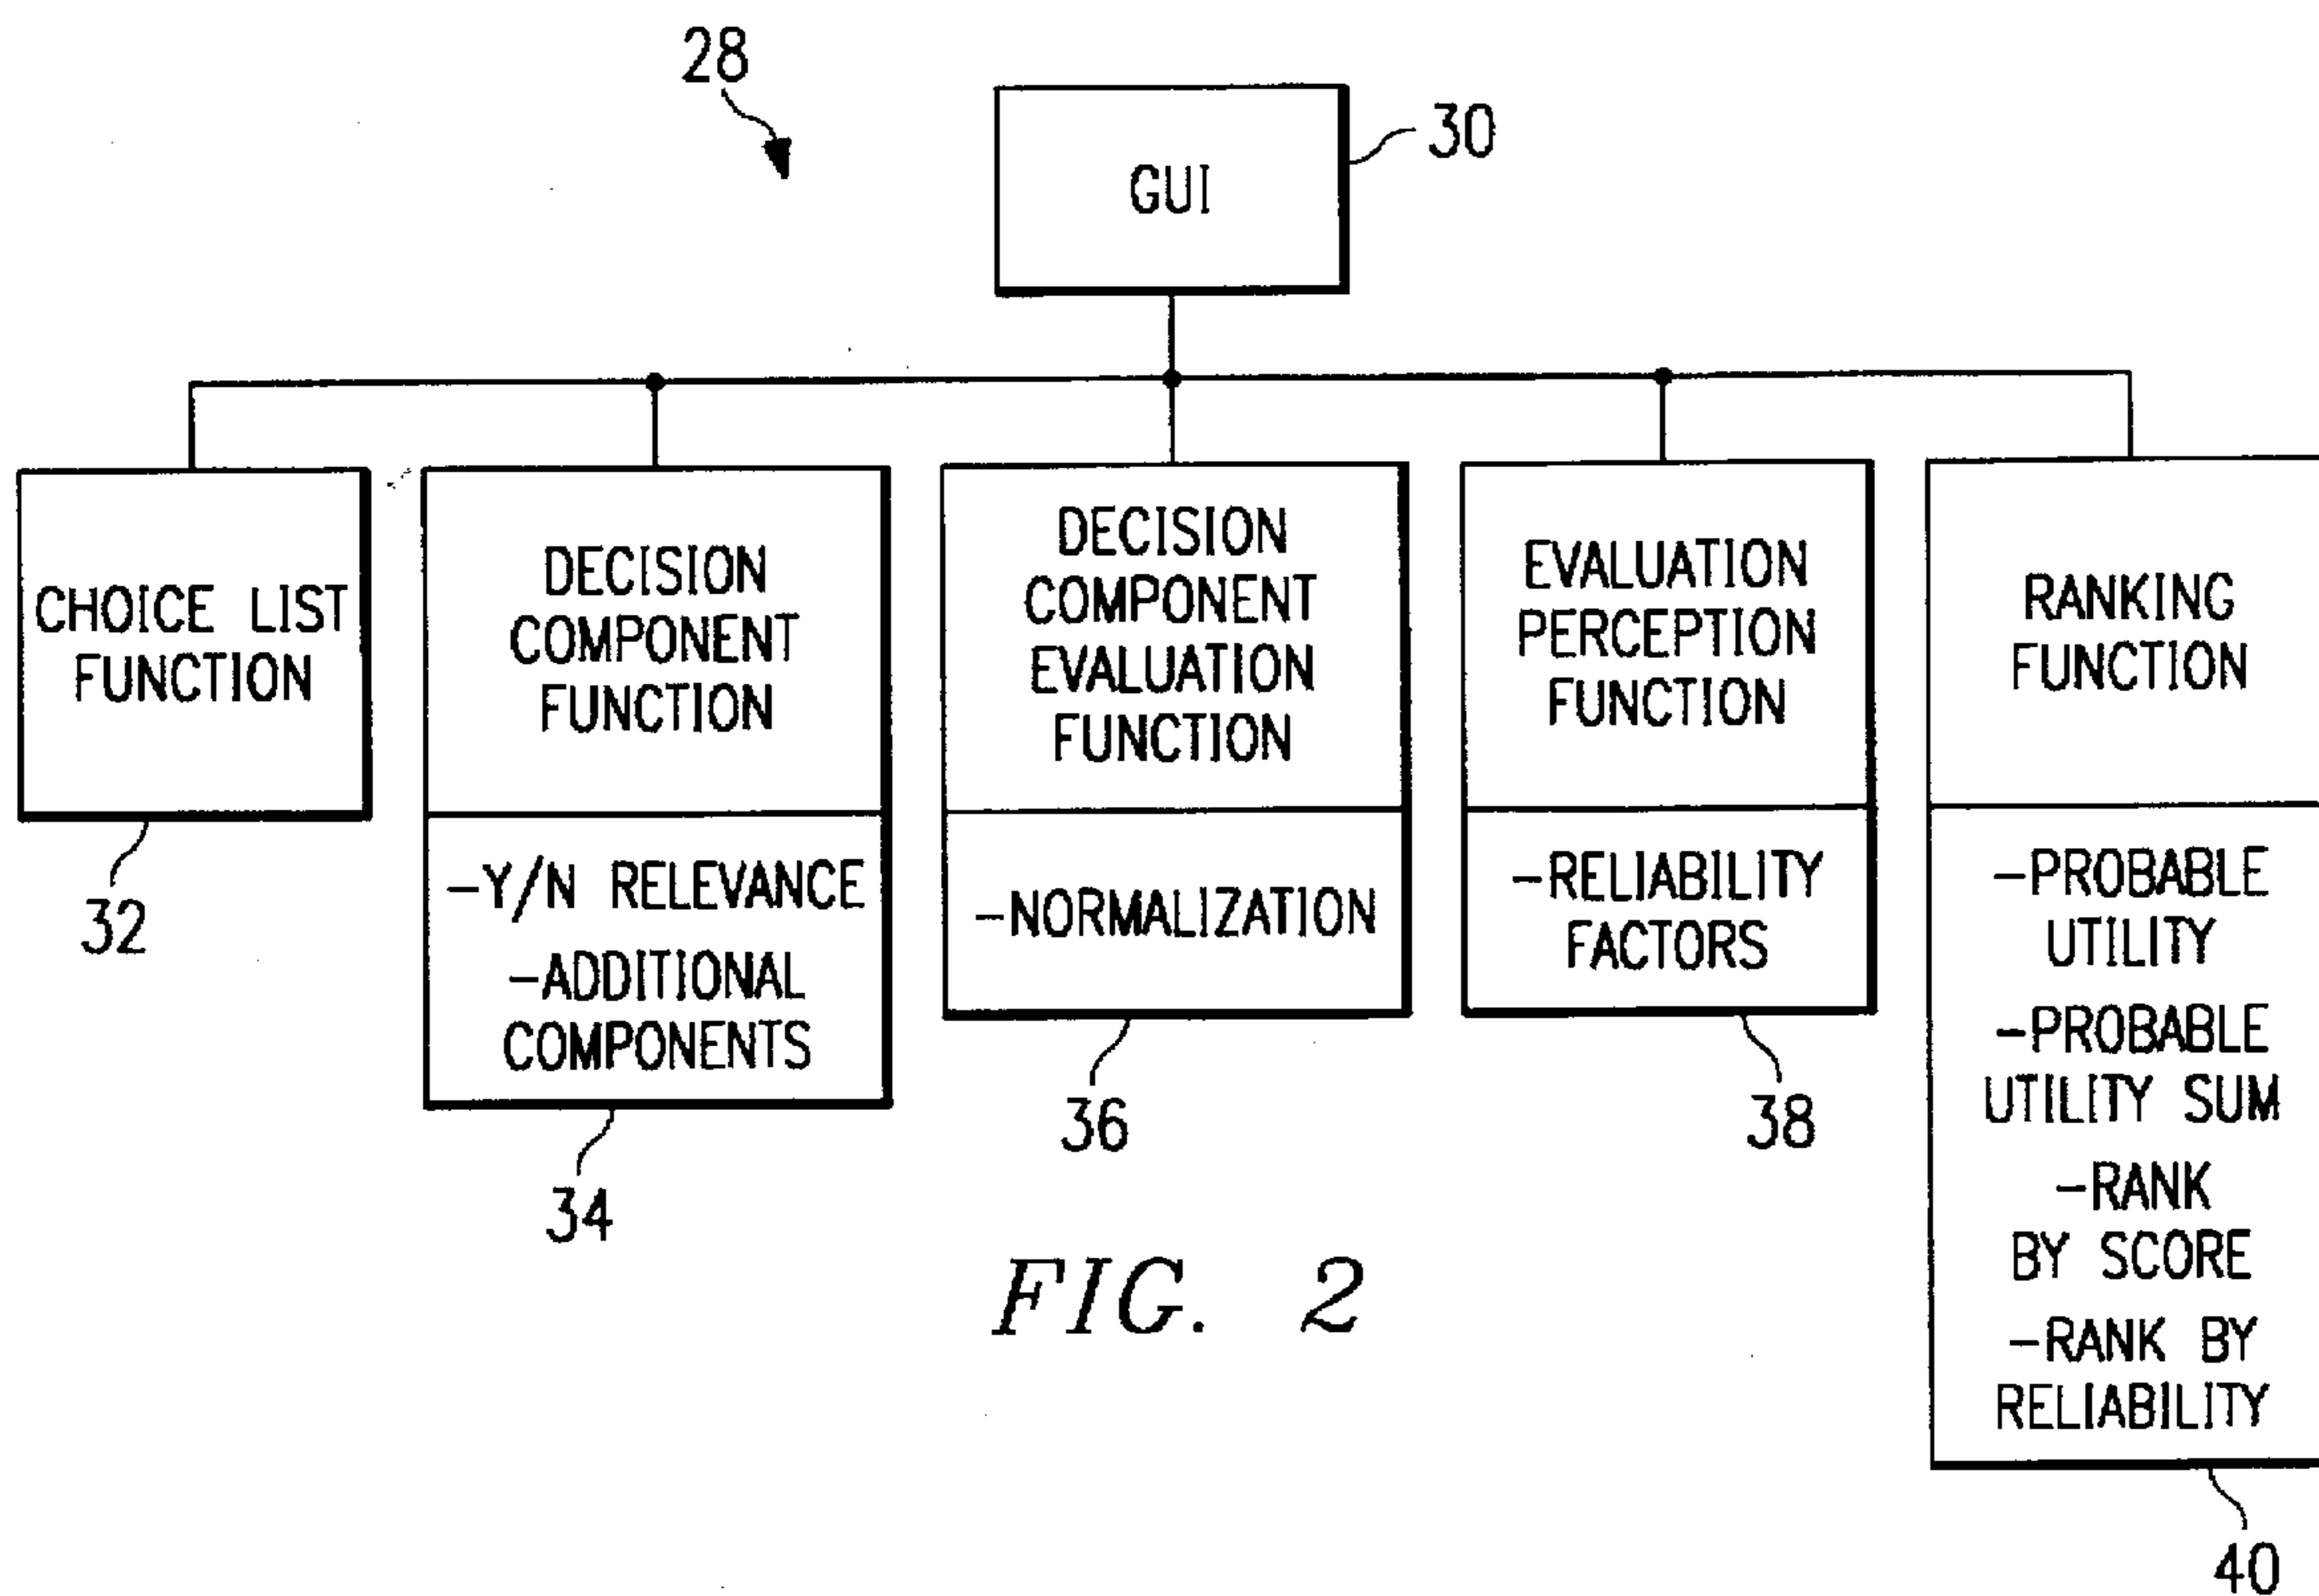 28
GUI
30
CHOICE LIST
FUNCTION
32
DECISION
COMPONENT
FUNCTION
-Y/N RELEVANCE
-ADDITIONAL
COMPONENTS
34
DECISION
COMPONENT
EVALUATION
FUNCTION
-NORMALIZATION
36
EVALUATION
PERCEPTION
FUNCTION
-RELIABILITY
FACTORS
38
RANKING
FUNCTION
-PROBABLE
UTILITY
-PROBABLE
UTILITY SUM
-RANK
BY SCORE
-RANK BY
RELIABILITY
40
FIG. 2